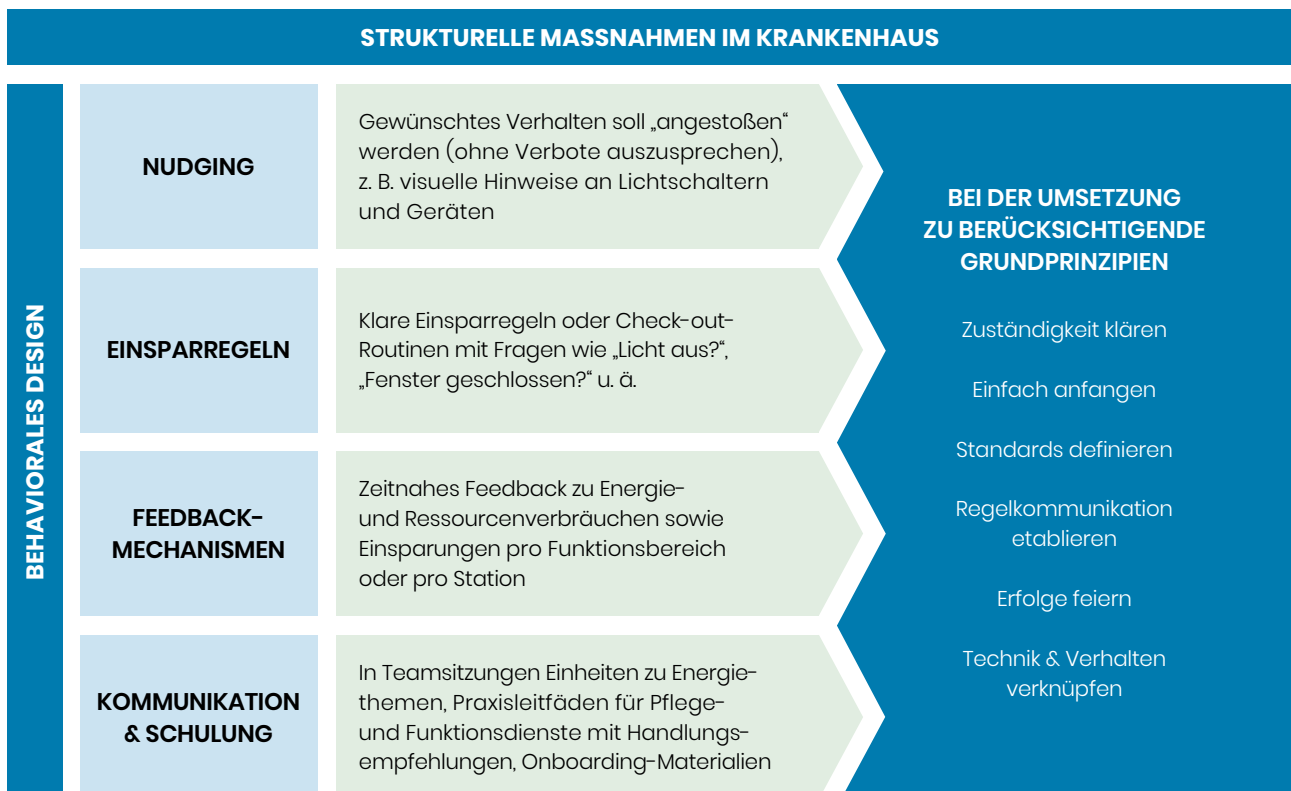 STRUKTURELLE MASSNAHMEN IM KRANKENHAUS
BEHAVIORALES DESIGN
NUDGING
Gewünschtes Verhalten soll „angestoßen“
werden (ohne Verbote auszusprechen),
z. B. visuelle Hinweise an Lichtschaltern
und Geräten
EINSPARREGELN
Klare Einsparregeln oder Check-out-
Routinen mit Fragen wie „Licht aus?“,
„Fenster geschlossen?“ u. ä.
FEEDBACK-
MECHANISMEN
Zeitnahes Feedback zu Energie-
und Ressourcenverbräuchen sowie
Einsparungen pro Funktionsbereich
oder pro Station
KOMMUNIKATION
& SCHULUNG
In Teamsitzungen Einheiten zu Energie-
themen, Praxisleitfäden für Pflege-
und Funktionsdienste mit Handlungs-
empfehlungen, Onboarding-Materialien
BEI DER UMSETZUNG
ZU BERÜCKSICHTIGENDE
GRUNDPRINZIPIEN
Zuständigkeit klären
Einfach anfangen
Standards definieren
Regelkommunikation
etablieren
Erfolge feiern
Technik & Verhalten
verknüpfen